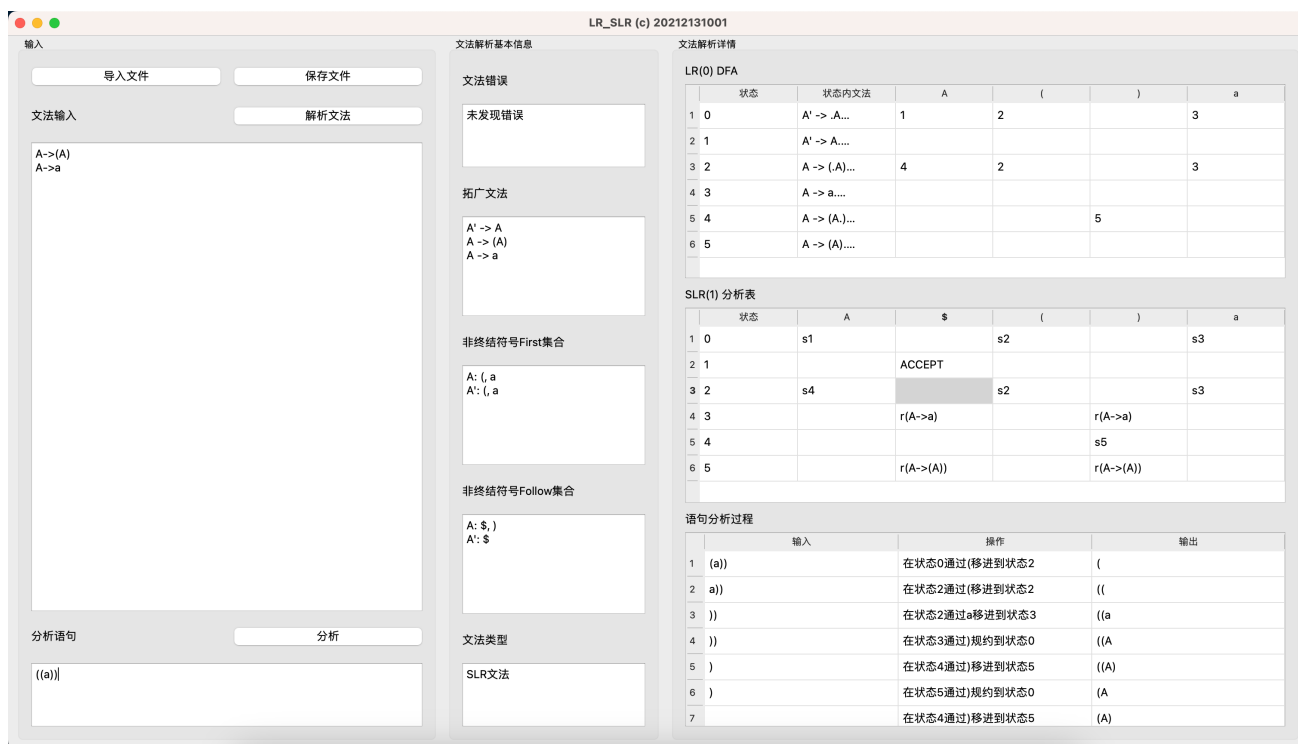 LR_SLR (c) 20212131001
输入
导入文件 保存文件
文法输入 解析文法
A->(A)
A->a
分析语句 分析
((a))
文法解析基本信息
文法错误
未发现错误
拓广文法
A' -> A
A -> (A)
A -> a
非终结符号First集合
A: (, a
A': (, a
非终结符号Follow集合
A: $, )
A': $
文法类型
SLR文法
文法解析详情
LR(0) DFA
状态 状态内文法 A ( ) a
1 0 A' -> .A... 1 2 3
2 1 A' -> A....
3 2 A -> (.A)... 4 2 3
4 3 A -> a....
5 4 A -> (A.)... 5
6 5 A -> (A)....
SLR(1) 分析表
状态 A $ ( ) a
1 0 s1 s2 s3
2 1 ACCEPT
3 2 s4 s2 s3
4 3 r(A->a) r(A->a)
5 4 s5
6 5 r(A->(A)) r(A->(A))
语句分析过程
输入 操作 输出
1 (a)) 在状态0通过(移进到状态2 (
2 a)) 在状态2通过(移进到状态2 ((
3 )) 在状态2通过a移进到状态3 ((a
4 )) 在状态3通过)规约到状态0 ((A
5 ) 在状态4通过)移进到状态5 ((A)
6 ) 在状态5通过)规约到状态0 (A
7 在状态4通过)移进到状态5 (A)